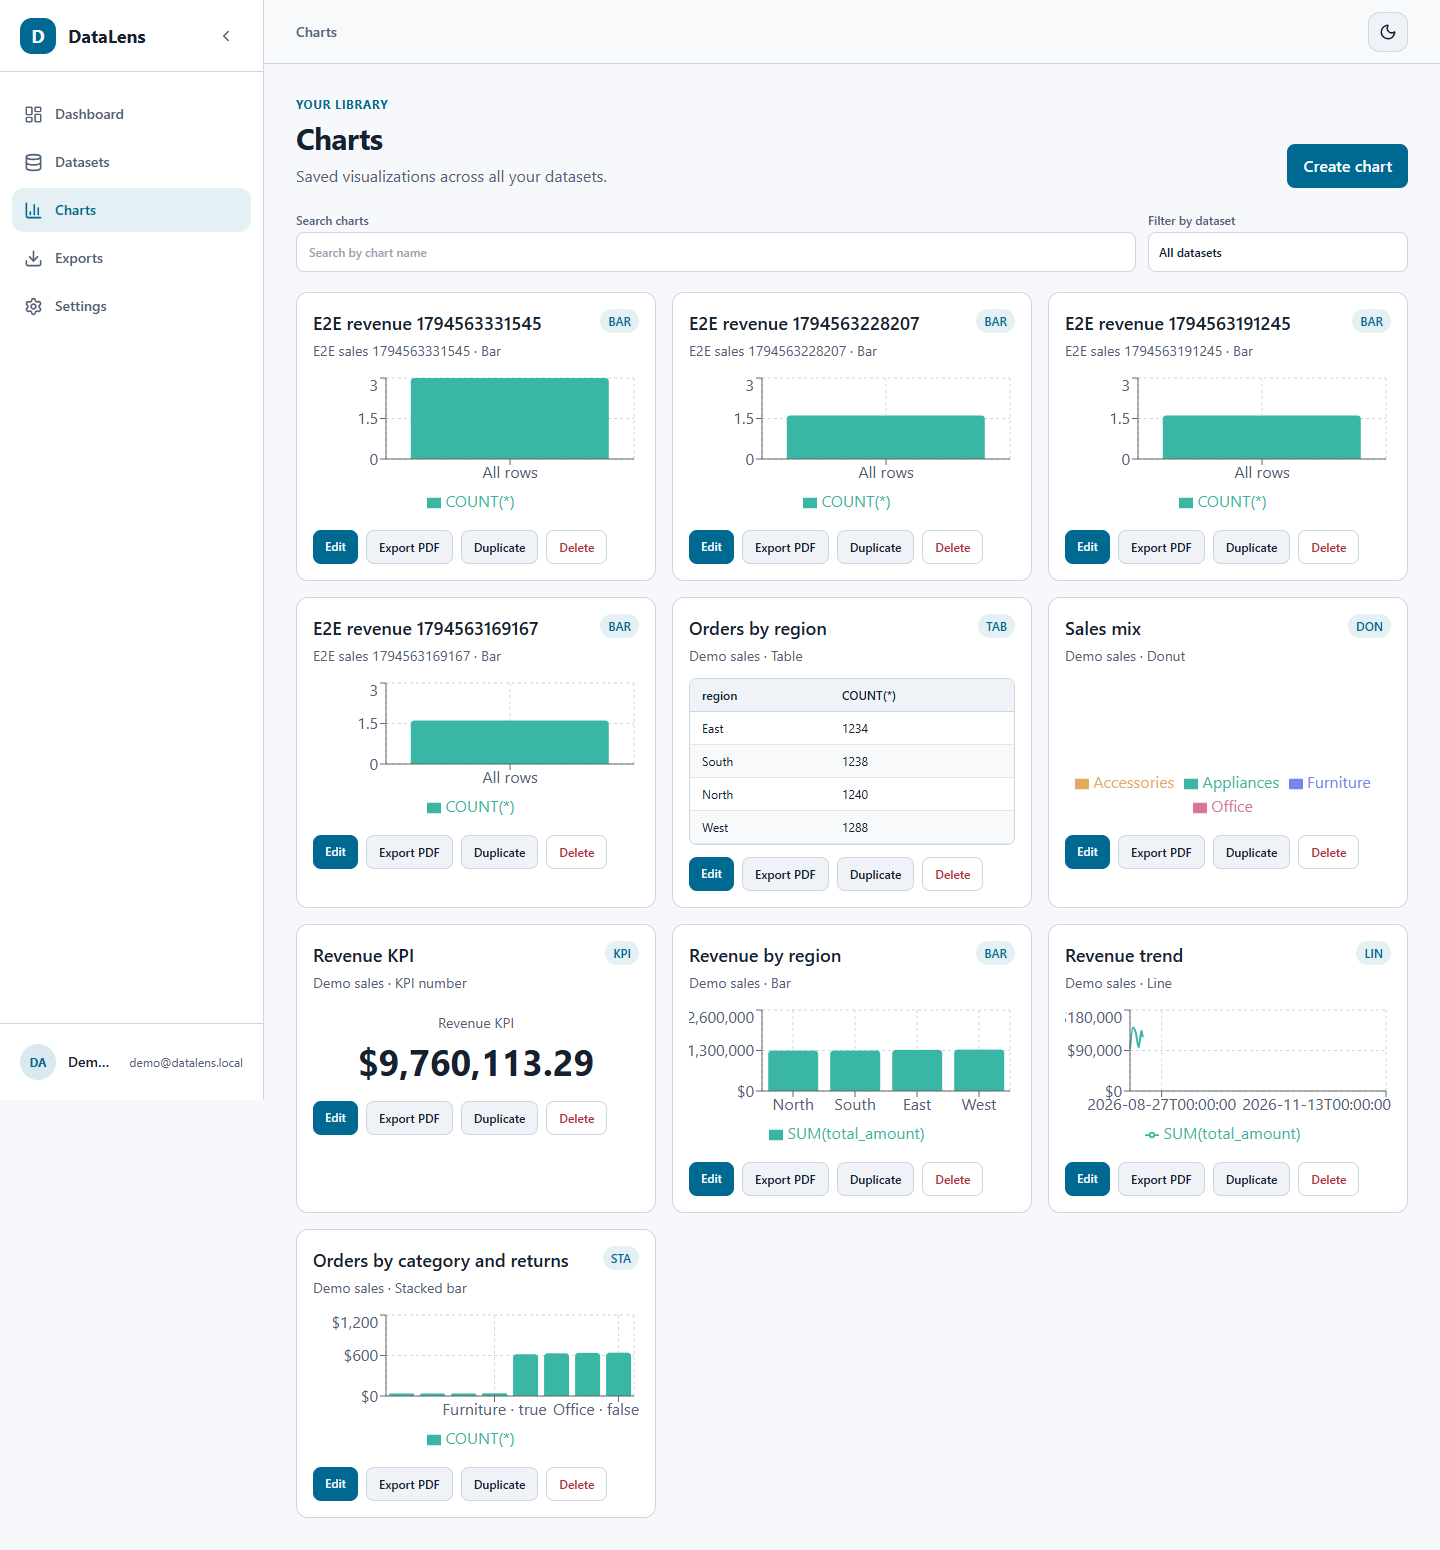 D DataLens
Charts
Dashboard
Datasets
Charts
Exports
Settings
DA Dem... demo@datalens.local
YOUR LIBRARY
Charts
Saved visualizations across all your datasets.
Create chart
Search charts
Search by chart name
Filter by dataset
All datasets
E2E revenue 1794563331545 BAR
E2E sales 1794563331545 · Bar
3
1.5
0
All rows
COUNT(*)
Edit Export PDF Duplicate Delete
E2E revenue 1794563228207 BAR
E2E sales 1794563228207 · Bar
3
1.5
0
All rows
COUNT(*)
Edit Export PDF Duplicate Delete
E2E revenue 1794563191245 BAR
E2E sales 1794563191245 · Bar
3
1.5
0
All rows
COUNT(*)
Edit Export PDF Duplicate Delete
E2E revenue 1794563169167 BAR
E2E sales 1794563169167 · Bar
3
1.5
0
All rows
COUNT(*)
Edit Export PDF Duplicate Delete
Orders by region TAB
Demo sales · Table
region COUNT(*)
East 1234
South 1238
North 1240
West 1288
Edit Export PDF Duplicate Delete
Sales mix DON
Demo sales · Donut
Accessories Appliances Furniture
Office
Edit Export PDF Duplicate Delete
Revenue KPI KPI
Demo sales · KPI number
Revenue KPI
$9,760,113.29
Edit Export PDF Duplicate Delete
Revenue by region BAR
Demo sales · Bar
2,600,000
1,300,000
$0
North South East West
SUM(total_amount)
Edit Export PDF Duplicate Delete
Revenue trend LIN
Demo sales · Line
180,000
$90,000
$0
2026-08-27T00:00:00 2026-11-13T00:00:00
SUM(total_amount)
Edit Export PDF Duplicate Delete
Orders by category and returns STA
Demo sales · Stacked bar
$1,200
$600
$0
Furniture · true Office · false
COUNT(*)
Edit Export PDF Duplicate Delete